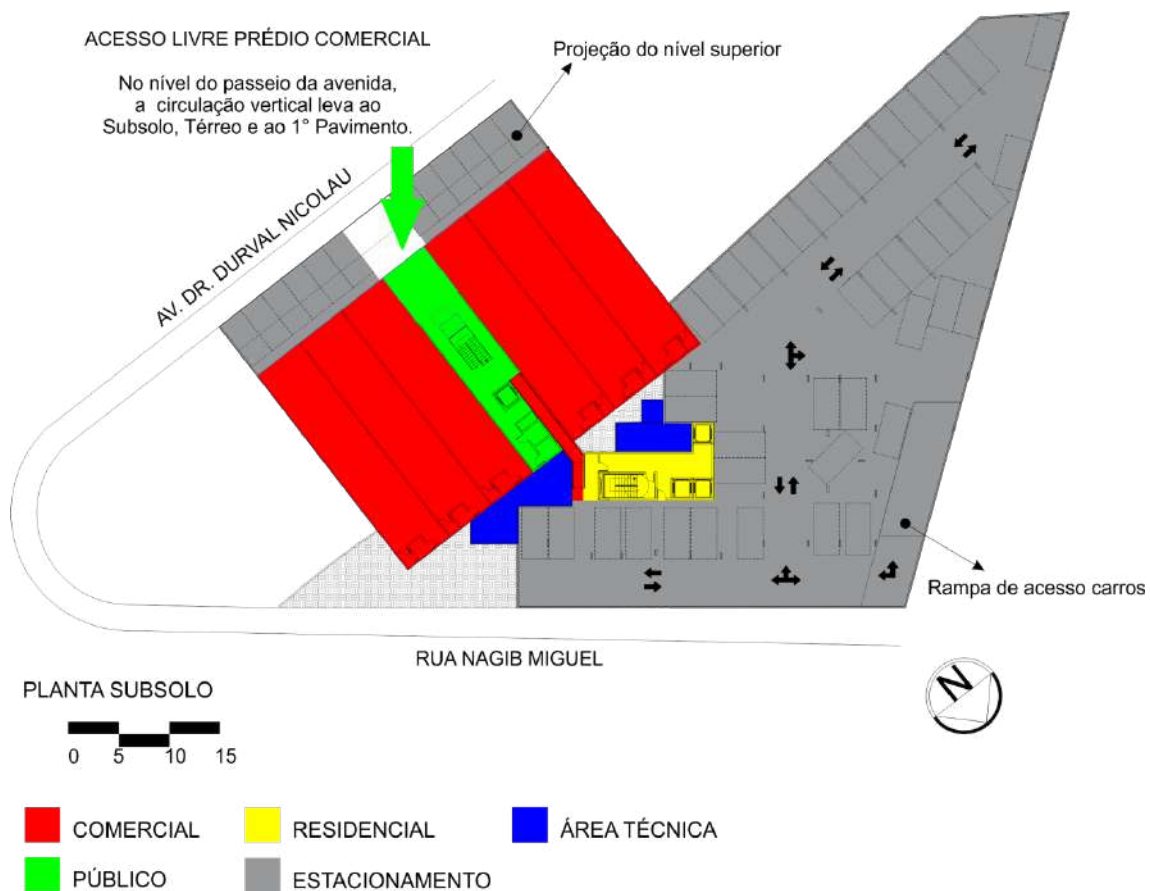 ACESSO LIVRE PRÉDIO COMERCIAL
No nível do passeio da avenida,
a circulação vertical leva ao
Subsolo, Térreo e ao 1° Pavimento.
Projeção do nível superior
AV. DR. DURVAL NICOLAU
Rampa de acesso carros
RUA NAGIB MIGUEL
N
PLANTA SUBSOLO
0 5 10 15
COMERCIAL
RESIDENCIAL
ÁREA TÉCNICA
PÚBLICO
ESTACIONAMENTO